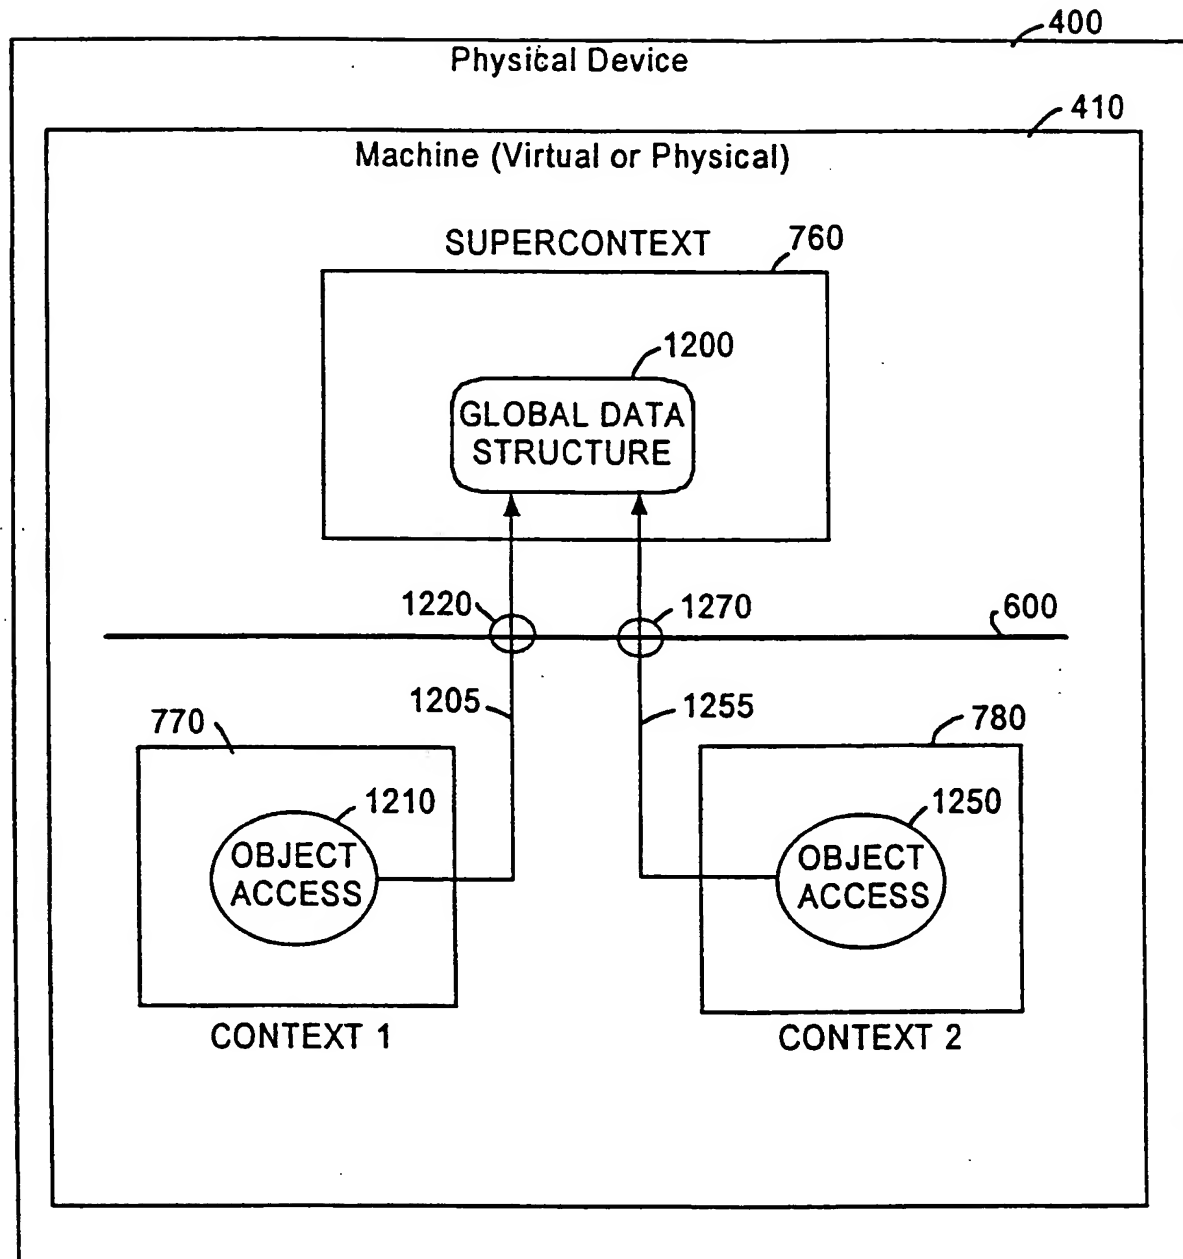 400
Physical Device
410
Machine (Virtual or Physical)
SUPERCONTEXT
760
1200
GLOBAL DATA
STRUCTURE
1220
1270
600
1205
1255
770
780
1210
OBJECT
ACCESS
1250
OBJECT
ACCESS
CONTEXT 1
CONTEXT 2